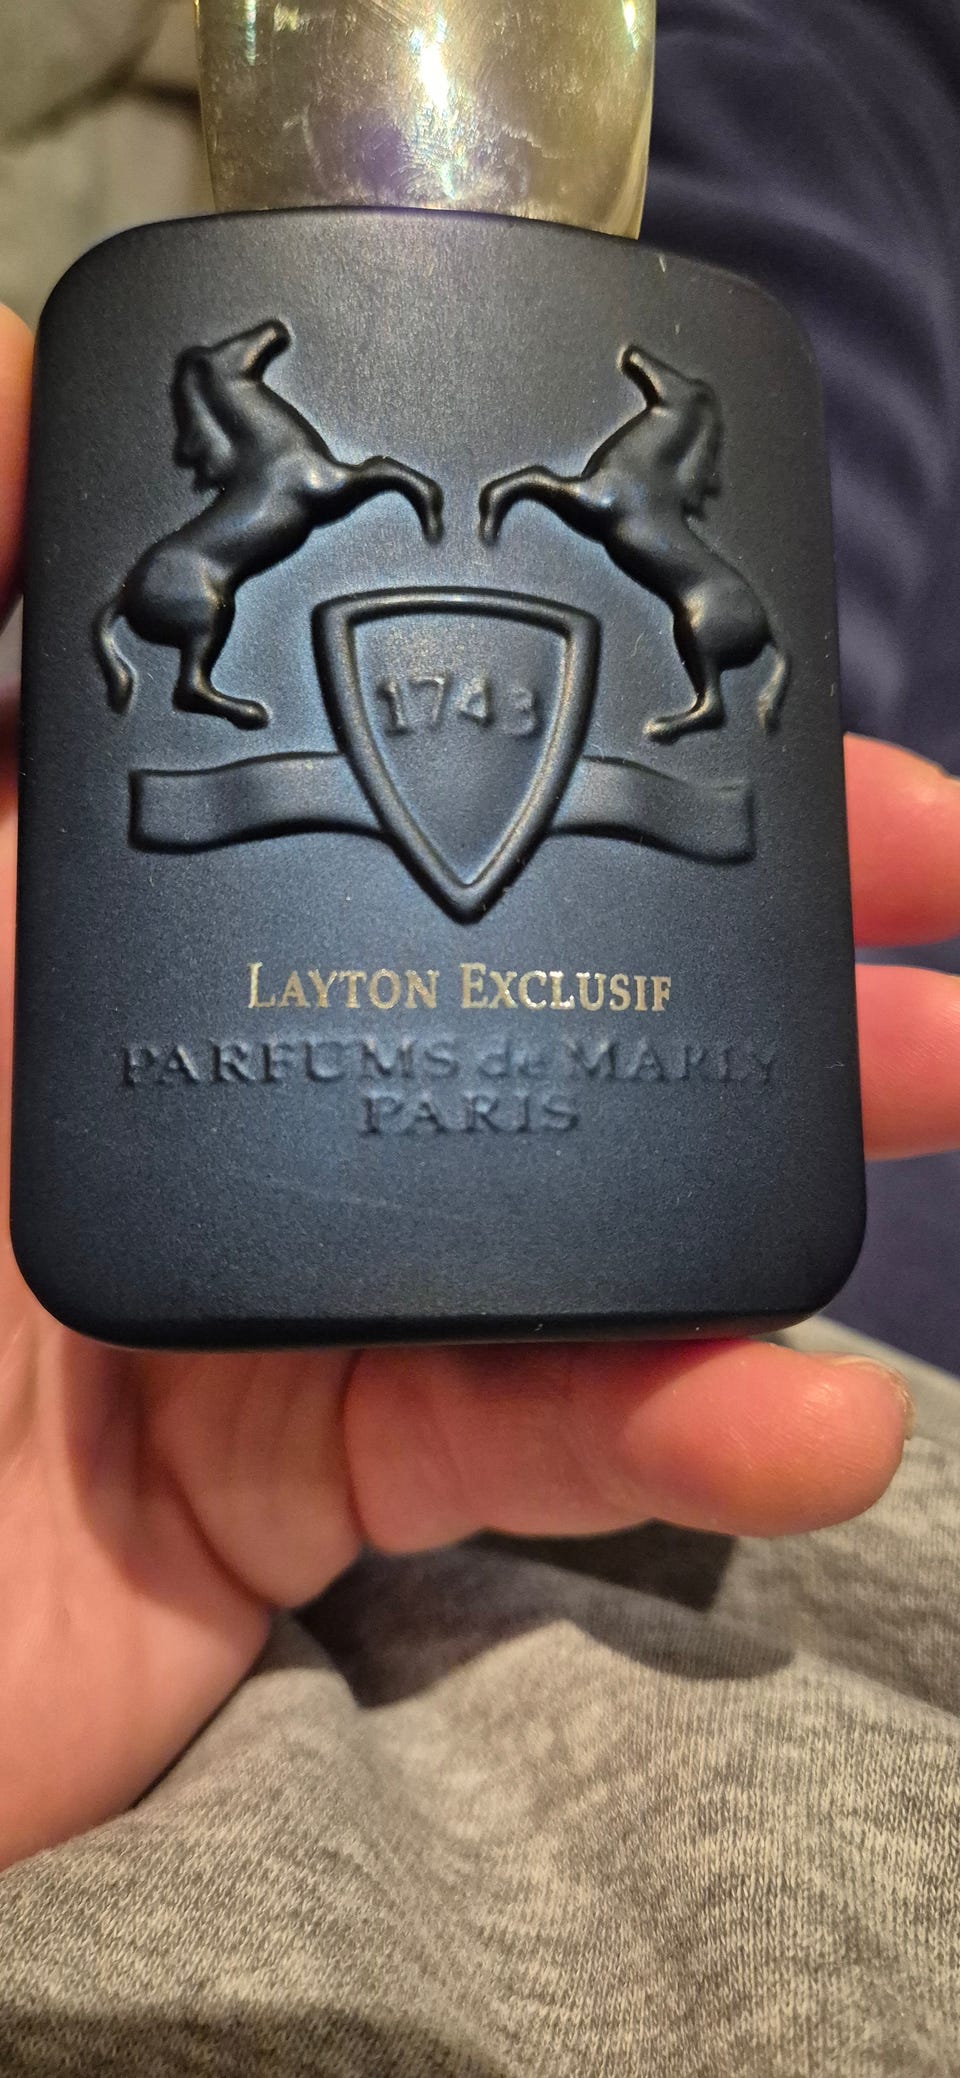 1743
LAYTON EXCLUSIF
PARFUMS de MARLY
PARIS